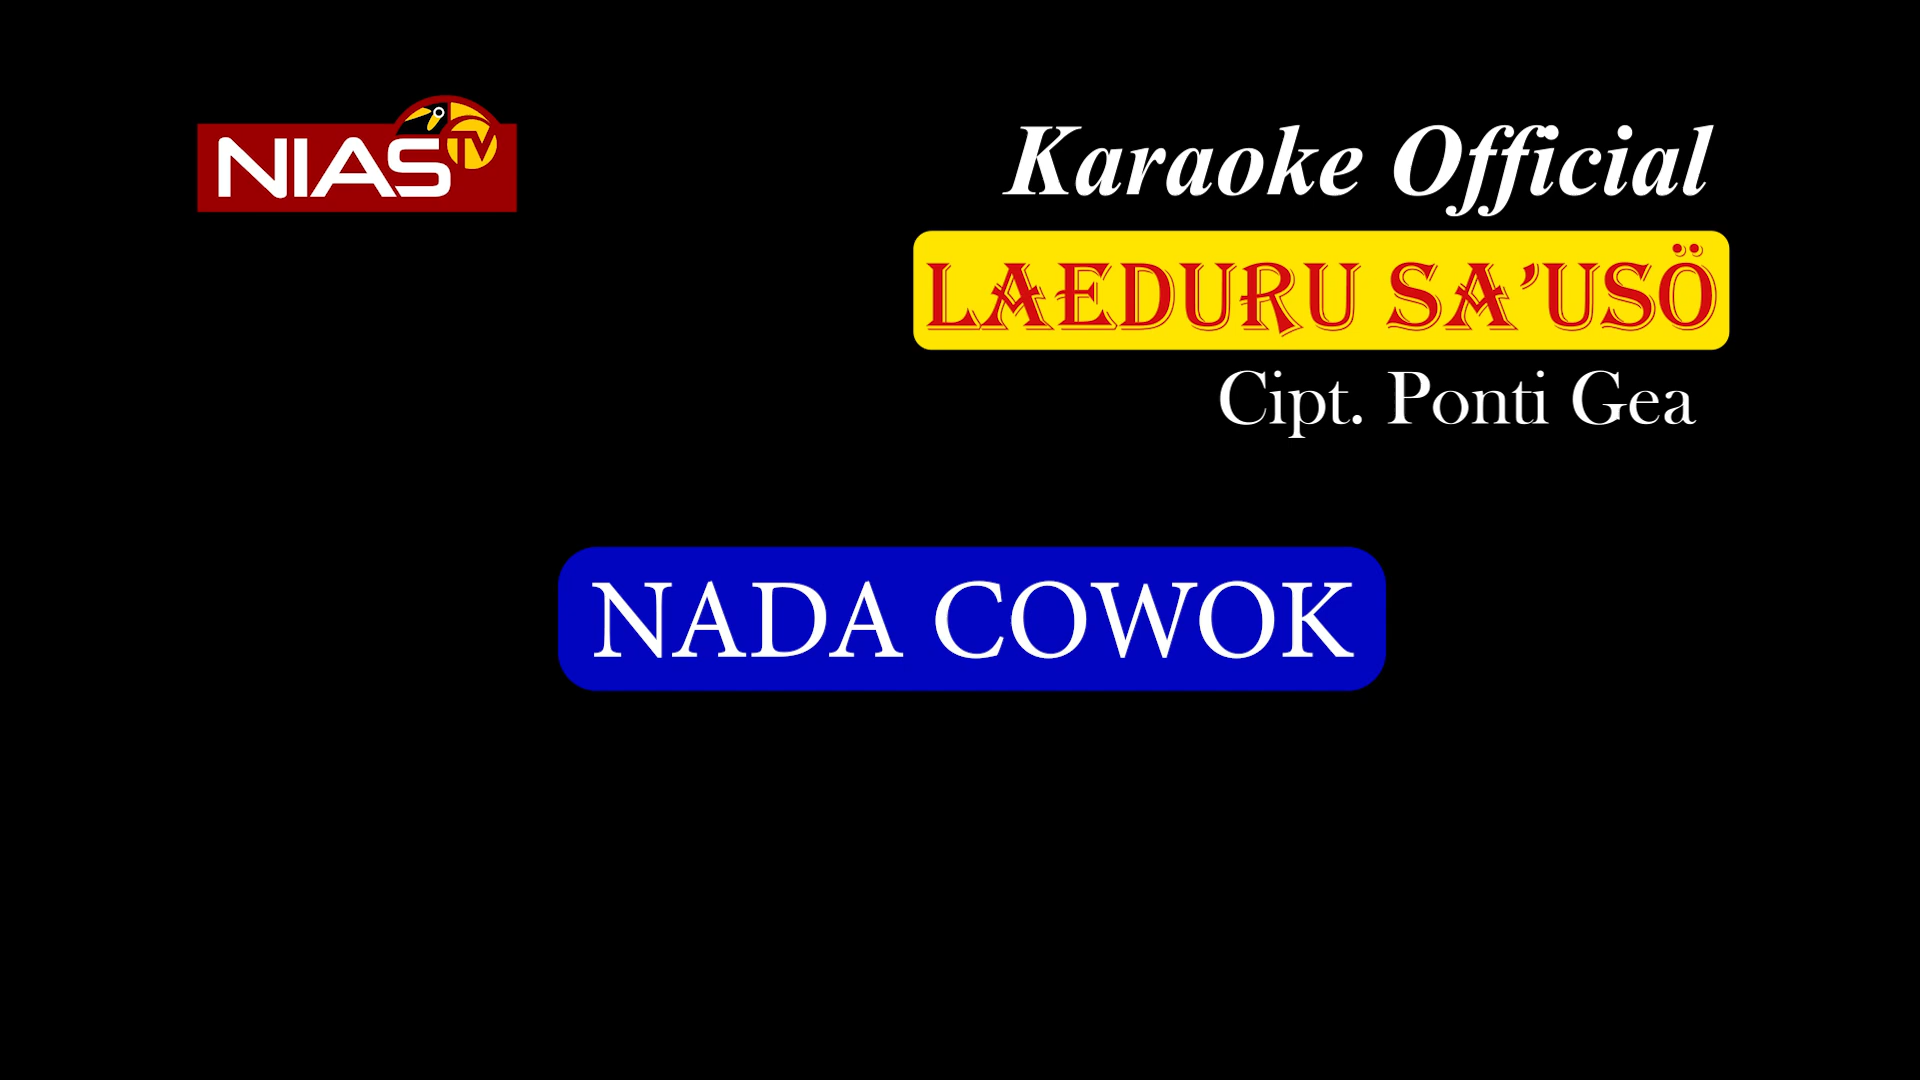 NIAS TV
Karaoke Official
LAEDURU SA’USÖ
Cipt. Ponti Gea
NADA COWOK